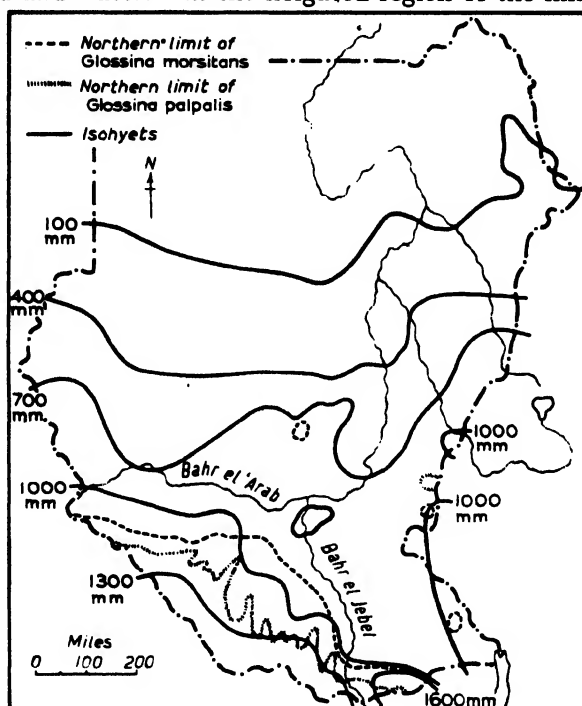 Northern limit of
Glossina morsitans
Northern limit of
Glossina palpalis
Isohyets
N
100
mm
400
mm
700
mm
Bahr el 'Arab
1000
mm
1000
mm
1000
mm
Bahr el Jebel
1300
mm
Miles
0 100 200
1600mm